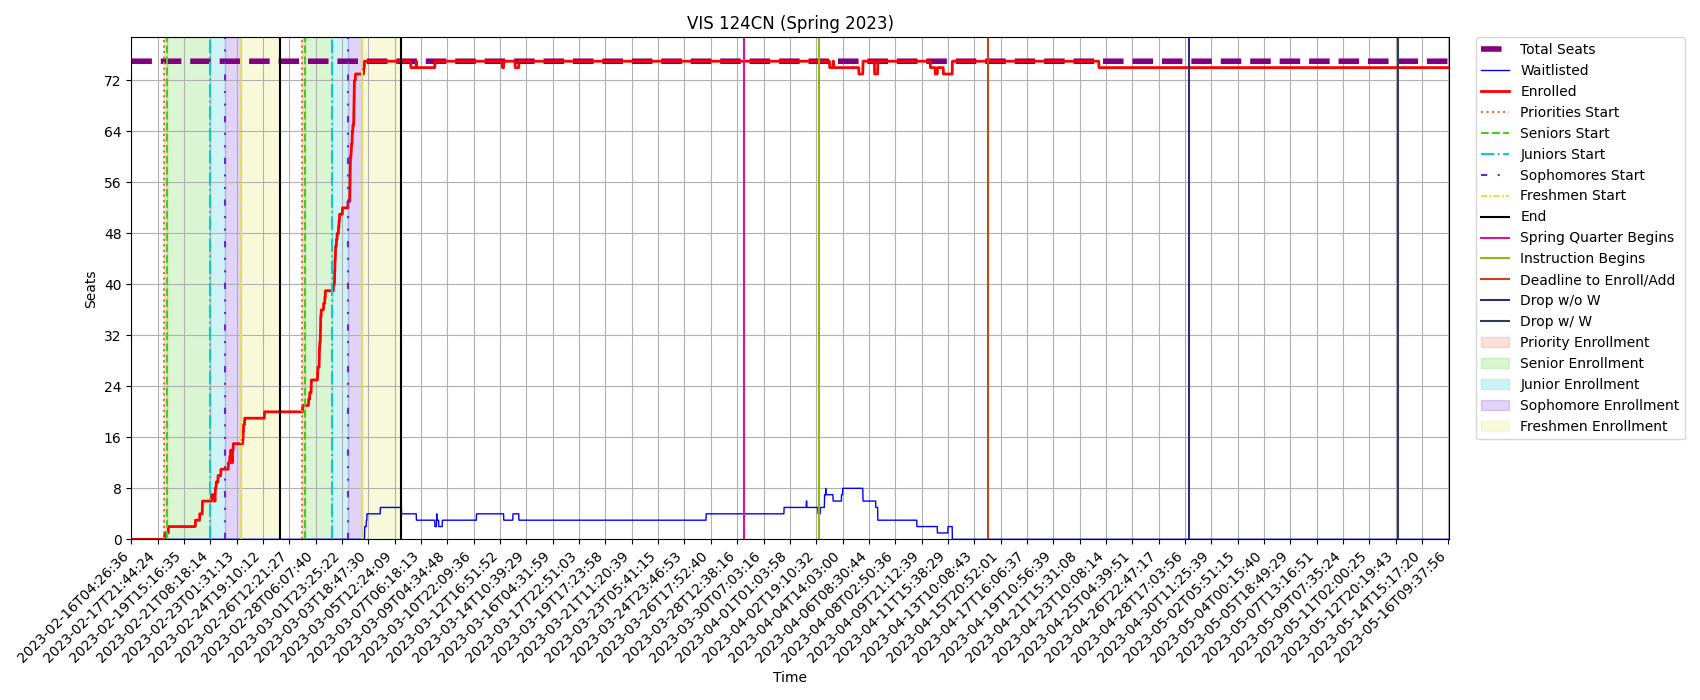 VIS 124CN (Spring 2023)
Seats
72
64
56
48
40
32
24
16
8
0
2023-02-16T04:26:36
2023-02-17T21:44:24
2023-02-19T15:16:35
2023-02-21T08:18:14
2023-02-23T01:31:13
2023-02-24T19:10:12
2023-02-26T12:21:27
2023-02-28T06:07:40
2023-03-01T23:25:22
2023-03-03T18:47:30
2023-03-05T12:24:09
2023-03-07T06:18:13
2023-03-09T04:34:48
2023-03-10T22:09:36
2023-03-12T16:51:52
2023-03-14T10:39:29
2023-03-16T04:31:59
2023-03-17T22:51:03
2023-03-19T17:23:58
2023-03-21T11:20:39
2023-03-23T05:41:15
2023-03-24T23:46:53
2023-03-26T17:52:40
2023-03-28T12:38:16
2023-03-30T07:03:16
2023-04-01T01:03:58
2023-04-02T19:10:32
2023-04-04T14:03:00
2023-04-06T08:30:44
2023-04-08T02:50:36
2023-04-09T21:12:39
2023-04-11T15:38:29
2023-04-13T10:08:43
2023-04-15T20:52:01
2023-04-17T16:06:37
2023-04-19T10:56:39
2023-04-21T15:31:08
2023-04-23T10:08:14
2023-04-25T04:39:51
2023-04-26T22:47:17
2023-04-28T17:03:56
2023-04-30T11:25:39
2023-05-02T05:51:15
2023-05-04T00:15:40
2023-05-05T18:49:29
2023-05-07T13:16:51
2023-05-09T07:35:24
2023-05-11T02:00:25
2023-05-12T20:19:43
2023-05-14T15:17:20
2023-05-16T09:37:56
Time
Total Seats
Waitlisted
Enrolled
Priorities Start
Seniors Start
Juniors Start
Sophomores Start
Freshmen Start
End
Spring Quarter Begins
Instruction Begins
Deadline to Enroll/Add
Drop w/o W
Drop w/ W
Priority Enrollment
Senior Enrollment
Junior Enrollment
Sophomore Enrollment
Freshmen Enrollment